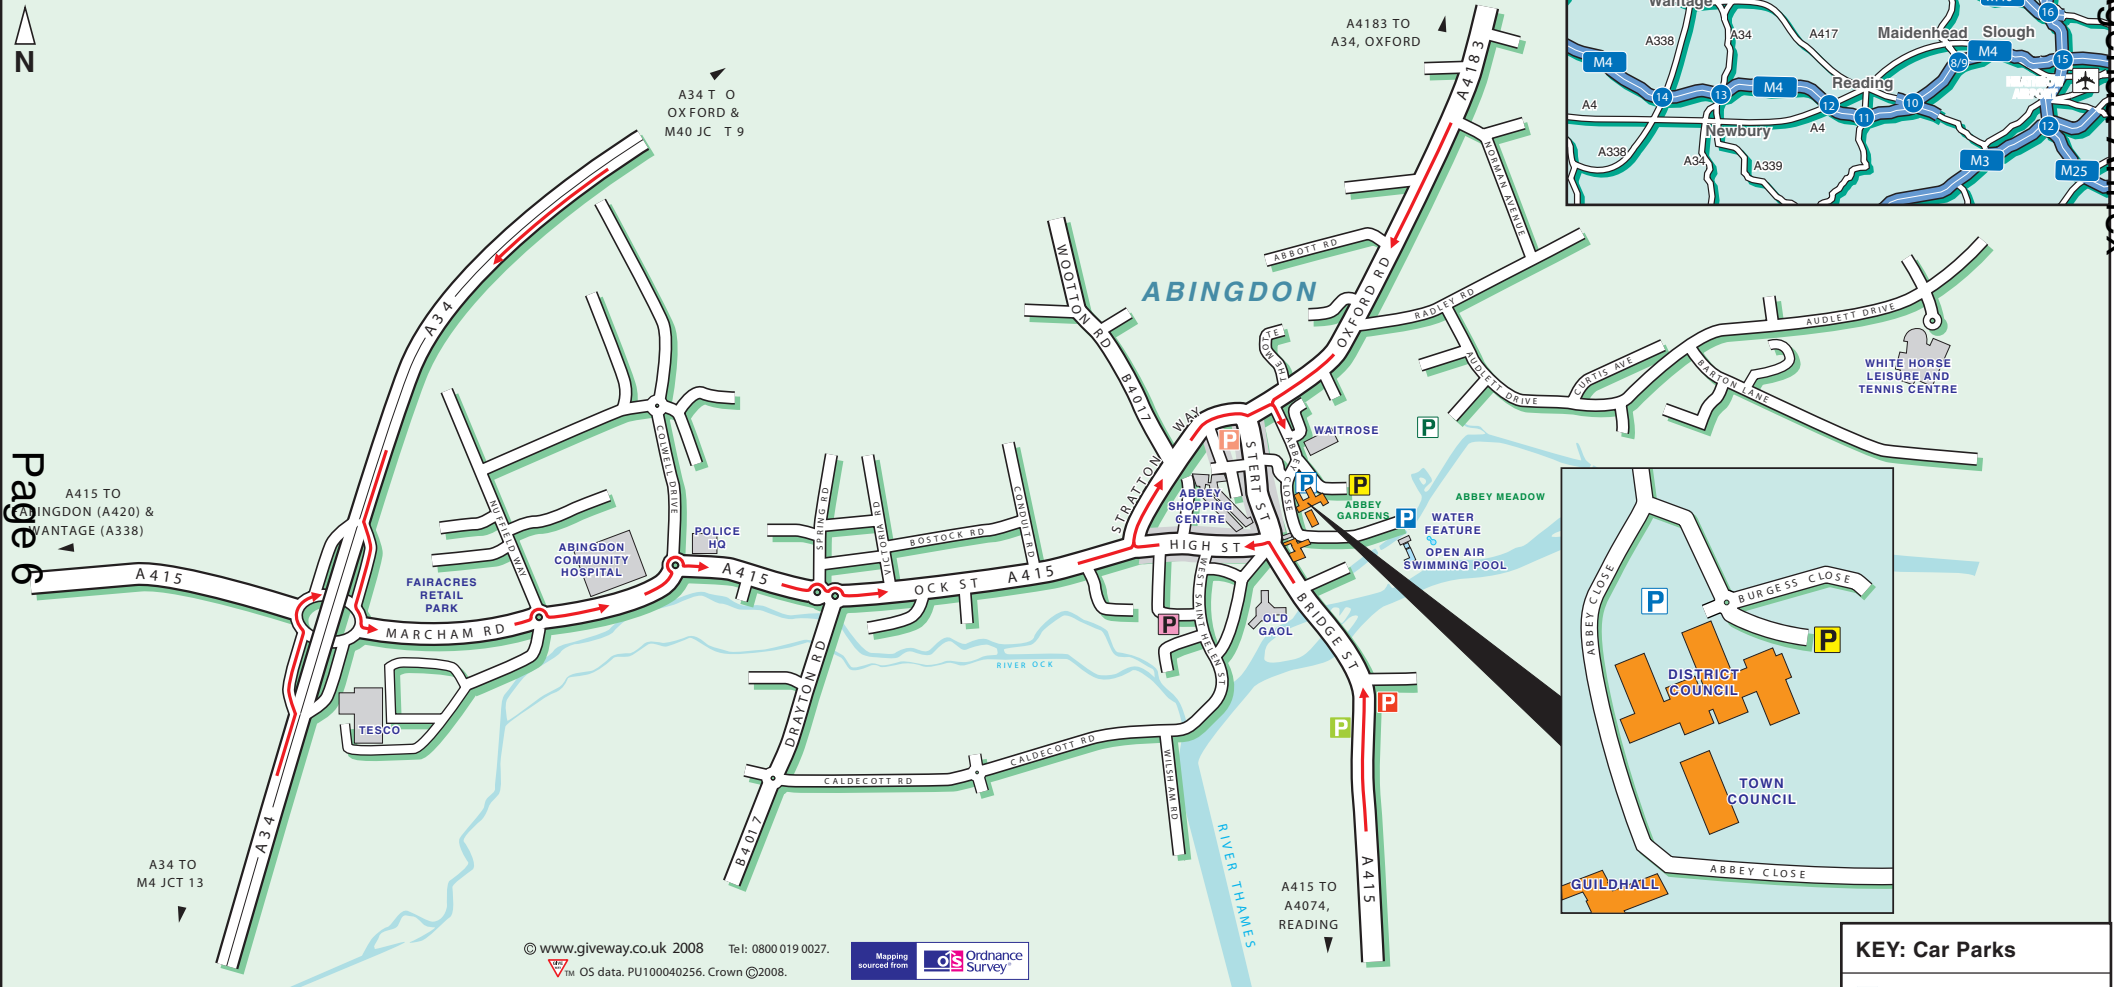 N
A34 T O
OX FORD &
M40 JC T 9
A4183 TO
A34, OXFORD
A4183
Wantage
A338
A34
A417
Maidenhead
Slough
16
15
M4
8/9
M4
M4
Reading
14
13
12
11
10
12
A4
A4
Newbury
A338
A34
A339
M3
M25
NORMAN AVENUE
ABBOTT RD
OXFORD RD
RADLEY RD
ABINGDON
WOOTTON RD
B4017
THE MOTE
AUDLETT DRIVE
CURTIS AVE
BARTON LANE
AUDLETT DRIVE
WHITE HORSE
LEISURE AND
TENNIS CENTRE
A34
Page 6
A415 TO
FABINGDON (A420) &
WANTAGE (A338)
A415
COLWELL DRIVE
NUFFIELD WAY
ABINGDON
COMMUNITY
HOSPITAL
POLICE
HQ
FAIRACRES
RETAIL
PARK
MARCHAM RD
TESCO
A415
SPRING RD
VICTORIA RD
BOSTOCK RD
CONDUIT RD
OCK ST
A415
STRATTON WAY
P
WAITROSE
P
STERT ST
ABBEY CLOSE
P
P
ABBEY
SHOPPING
CENTRE
ABBEY
GARDENS
ABBEY MEADOW
P
WATER
FEATURE
OPEN AIR
SWIMMING POOL
HIGH ST
WEST SAINT HELEN ST
P
OLD
GAOL
BRIDGE ST
RIVER OCK
P
P
DRAYTON RD
CALDECOTT RD
CALDECOTT RD
WILSHAM RD
B4017
RIVER THAMES
A415
A34
A34 TO
M4 JCT 13
A415 TO
A4074,
READING
ABBEY CLOSE
P
BURGESS CLOSE
P
DISTRICT
COUNCIL
TOWN
COUNCIL
ABBEY CLOSE
GUILDHALL
© www.giveway.co.uk 2008 Tel: 0800 019 0027.
TM OS data. PU100040256. Crown ©2008.
Mapping
sourced from
OS Ordnance
Survey®
KEY: Car Parks